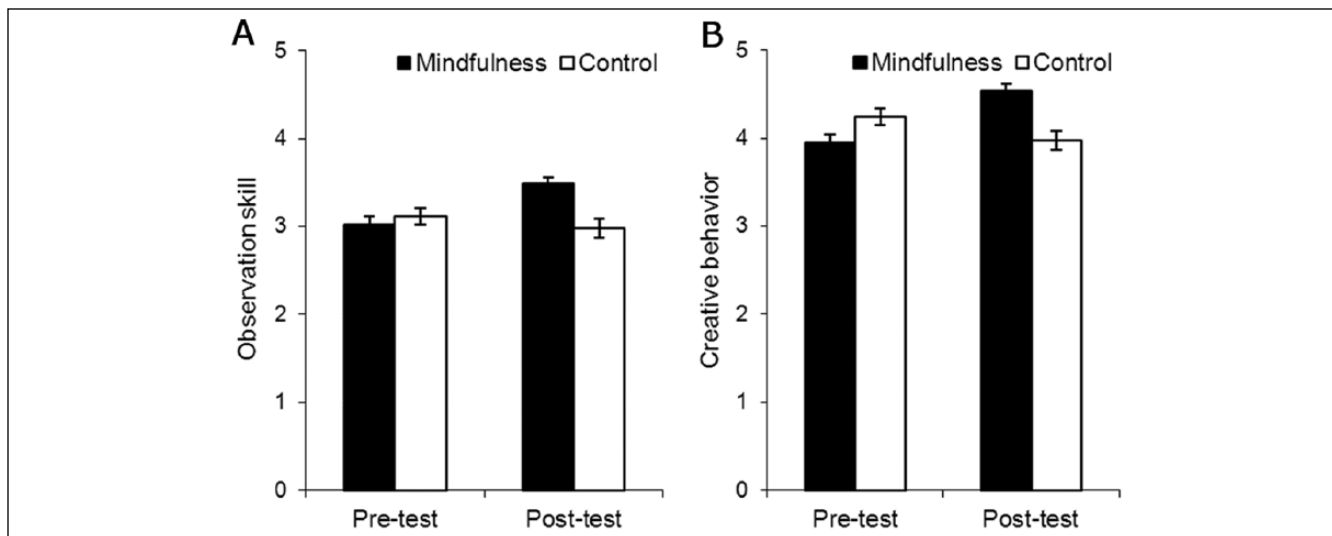 A
5
4
3
2
1
0
Observation skill
Mindfulness Control
Pre-test Post-test
B
5
4
3
2
1
0
Creative behavior
Mindfulness Control
Pre-test Post-test